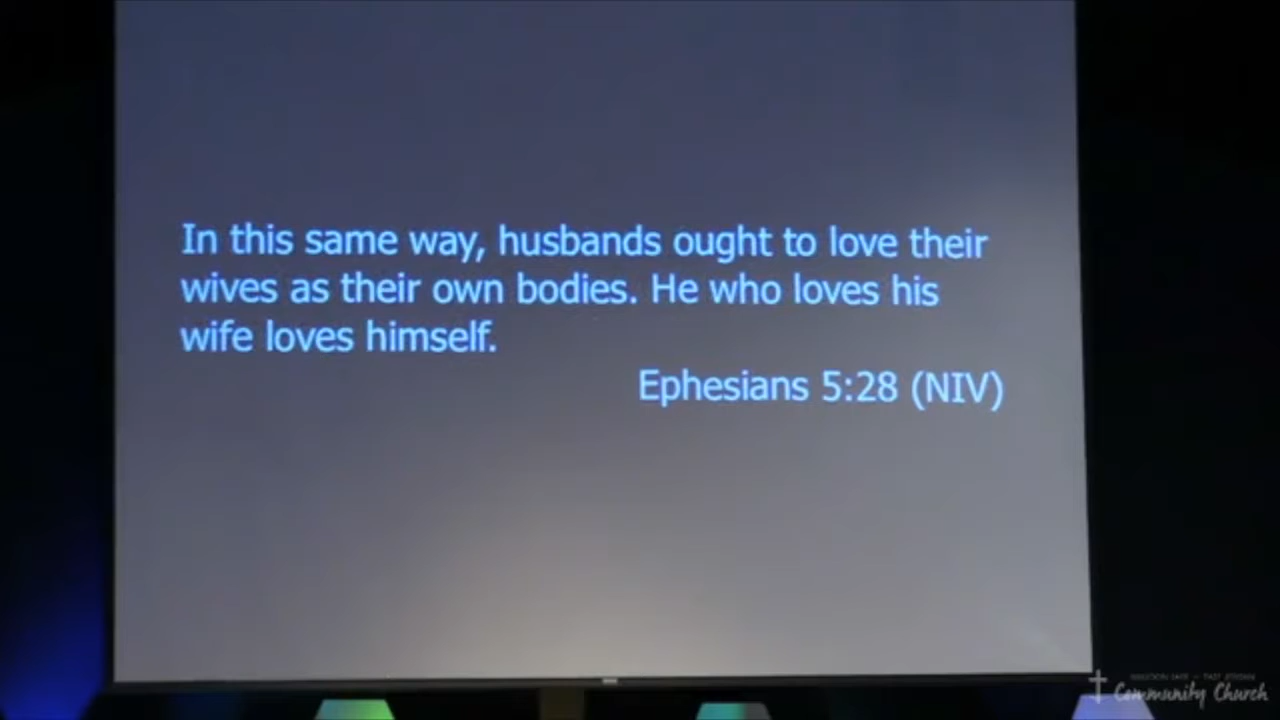 In this same way, husbands ought to love their
wives as their own bodies. He who loves his
wife loves himself.
Ephesians 5:28 (NIV)
Community Church